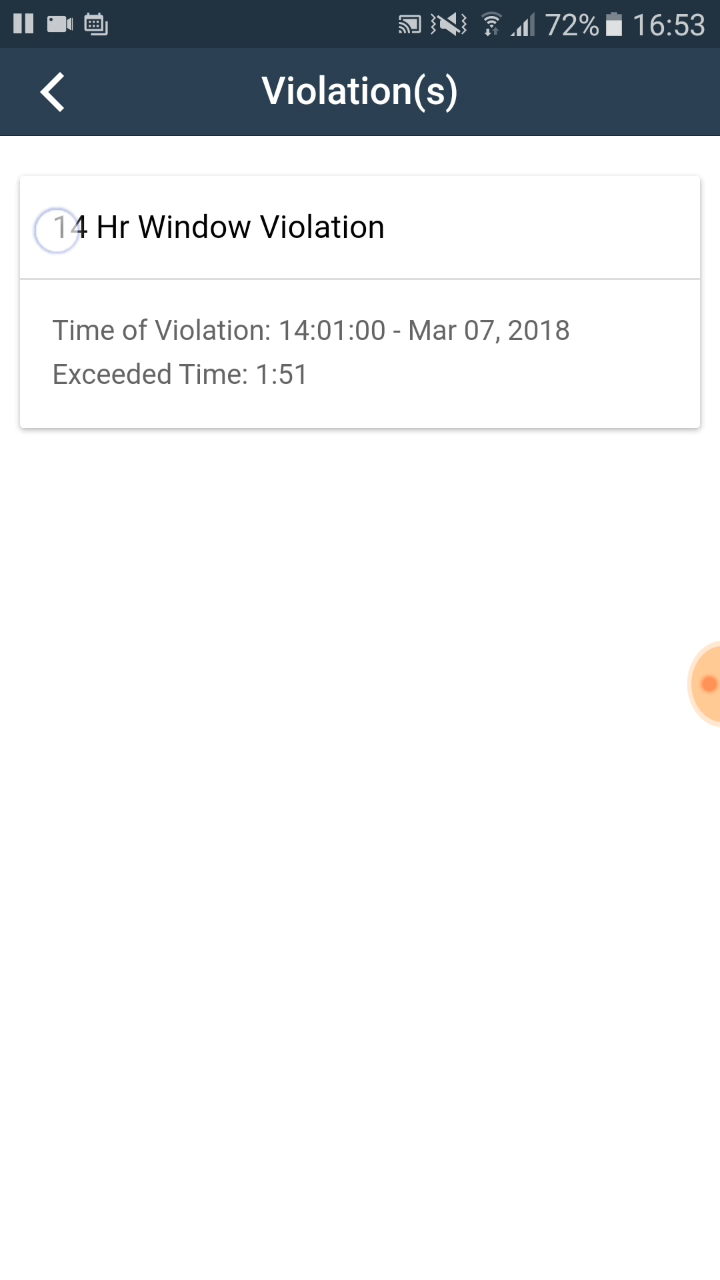 72% 16:53
Violation(s)
14 Hr Window Violation
Time of Violation: 14:01:00 - Mar 07, 2018
Exceeded Time: 1:51